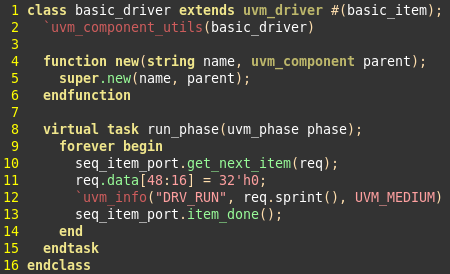 1 class basic_driver extends uvm_driver #(basic_item);
2   `uvm_component_utils(basic_driver)
3
4   function new(string name, uvm_component parent);
5     super.new(name, parent);
6   endfunction
7
8   virtual task run_phase(uvm_phase phase);
9     forever begin
10       seq_item_port.get_next_item(req);
11       req.data[48:16] = 32'h0;
12       `uvm_info("DRV_RUN", req.sprint(), UVM_MEDIUM)
13       seq_item_port.item_done();
14     end
15   endtask
16 endclass